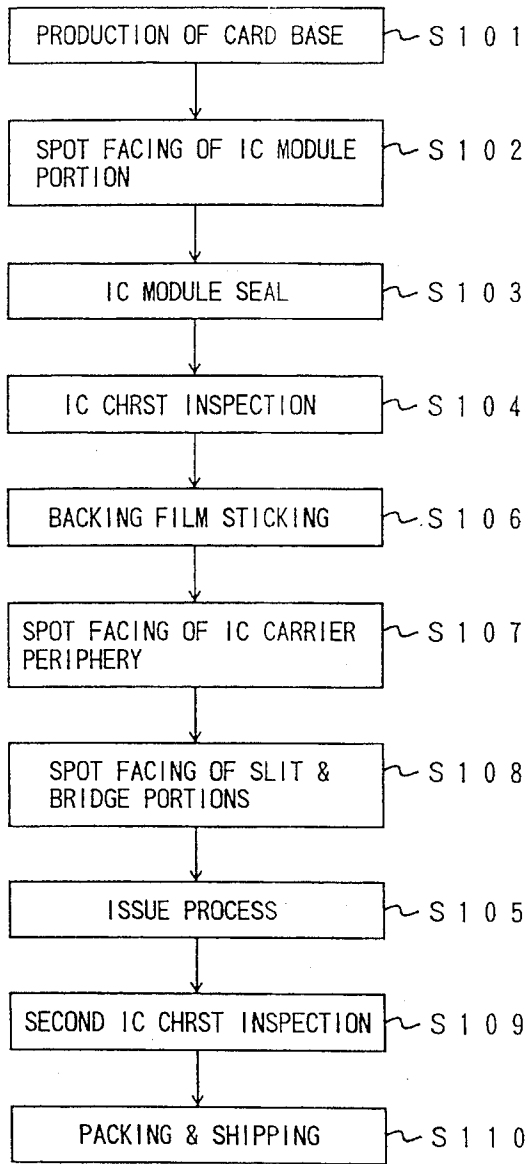 PRODUCTION OF CARD BASE S101
SPOT FACING OF IC MODULE
PORTION S102
IC MODULE SEAL S103
IC CHRST INSPECTION S104
BACKING FILM STICKING S106
SPOT FACING OF IC CARRIER
PERIPHERY S107
SPOT FACING OF SLIT &
BRIDGE PORTIONS S108
ISSUE PROCESS S105
SECOND IC CHRST INSPECTION S109
PACKING & SHIPPING S110